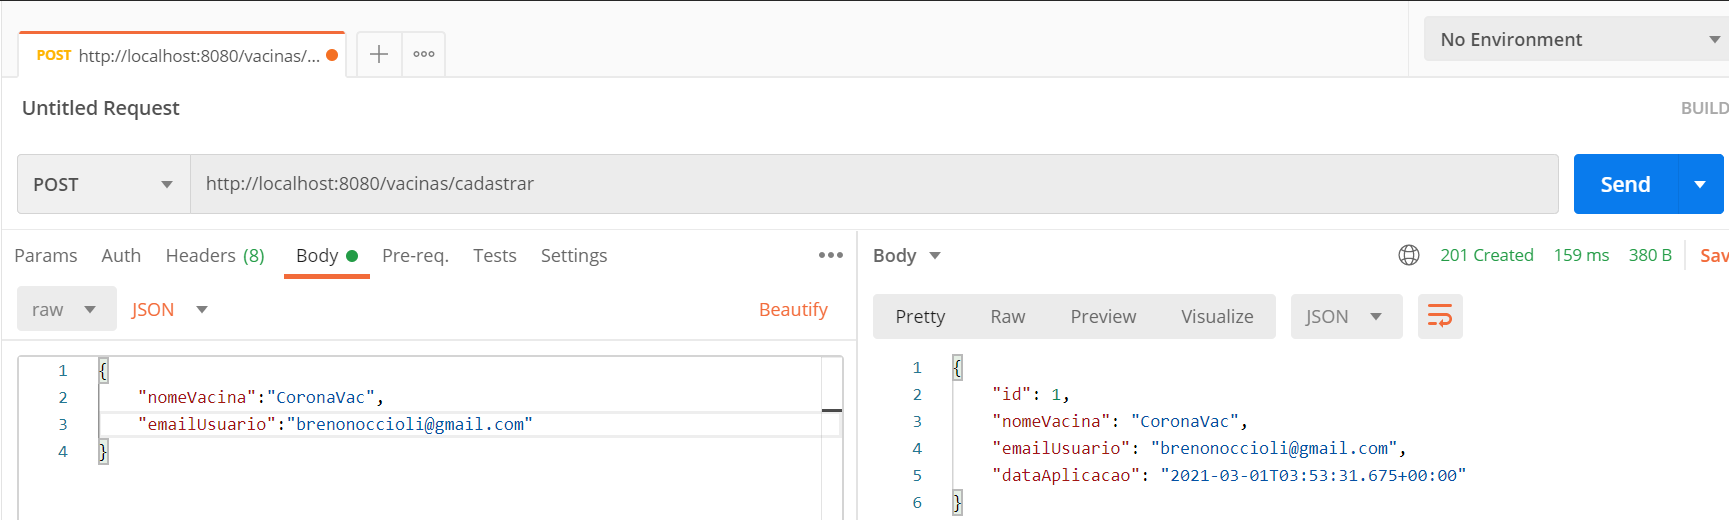 POST http://localhost:8080/vacinas/...
No Environment
Untitled Request
BUILD
POST
http://localhost:8080/vacinas/cadastrar
Send
Params Auth Headers (8) Body Pre-req. Tests Settings
raw JSON Beautify
1 {
2 "nomeVacina":"CoronaVac",
3 "emailUsuario":"brenonoccioli@gmail.com"
4 }
Body 201 Created 159 ms 380 B Sav
Pretty Raw Preview Visualize JSON
1 {
2 "id": 1,
3 "nomeVacina": "CoronaVac",
4 "emailUsuario": "brenonoccioli@gmail.com",
5 "dataAplicacao": "2021-03-01T03:53:31.675+00:00"
6 }